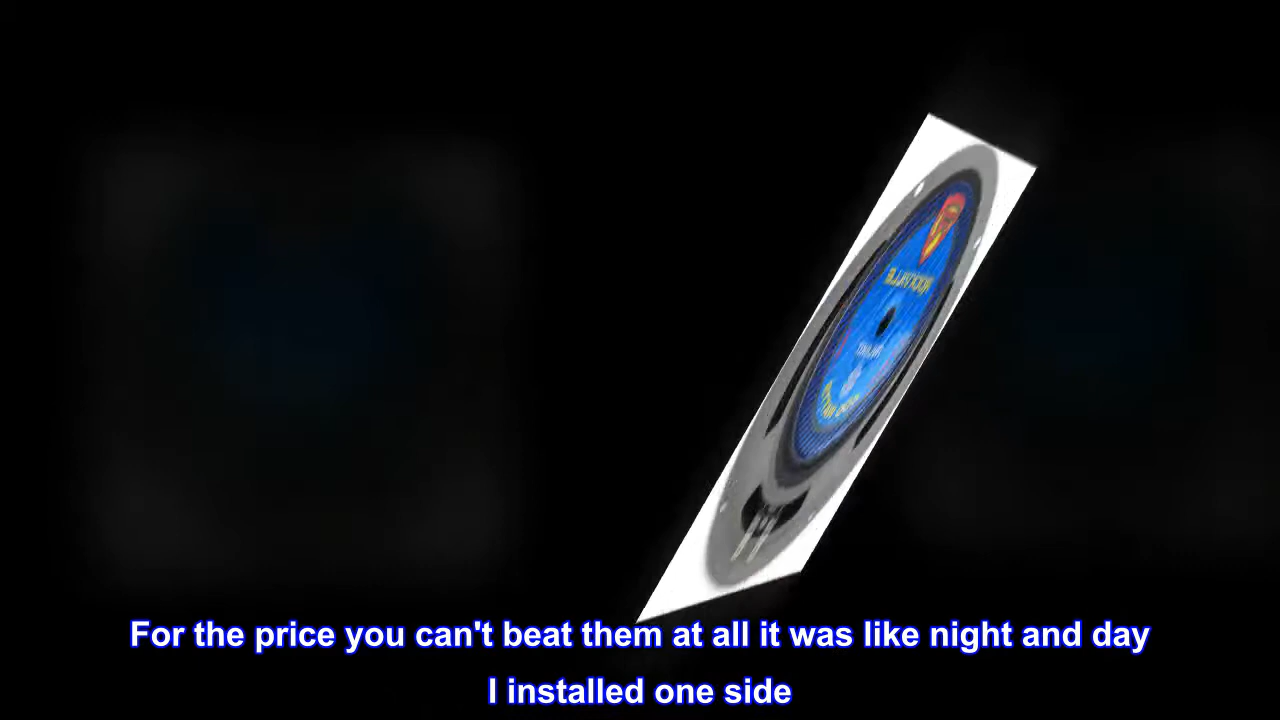 For the price you can't beat them at all it was like night and day
I installed one side